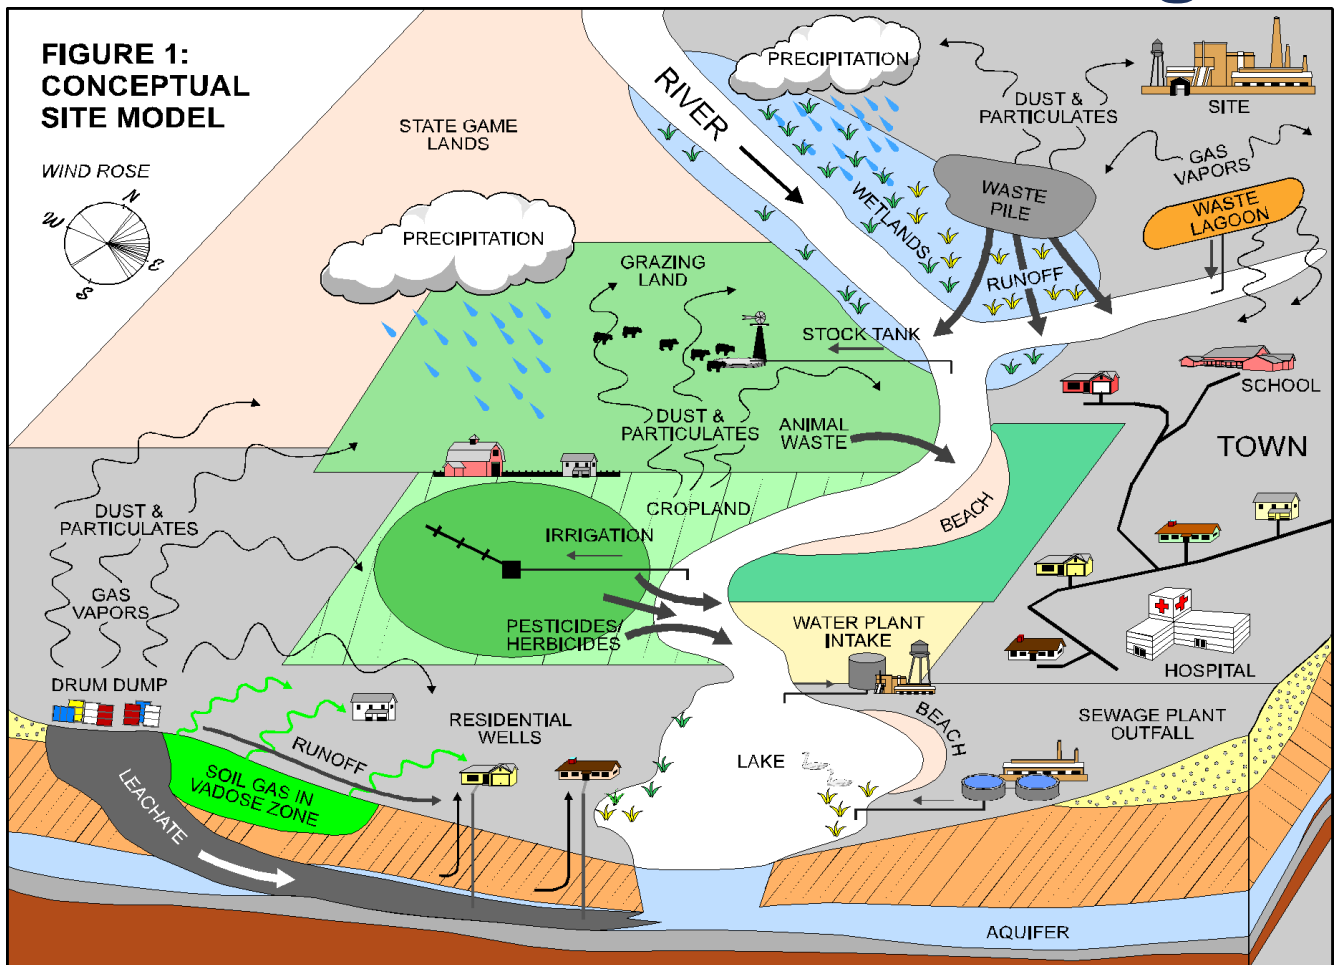 FIGURE 1:
CONCEPTUAL
SITE MODEL
WIND ROSE
N
W
E
S
STATE GAME
LANDS
RIVER
PRECIPITATION
DUST &
PARTICULATES
SITE
GAS
VAPORS
WASTE
PILE
WETLANDS
WASTE
LAGOON
RUNOFF
PRECIPITATION
GRAZING
LAND
STOCK TANK
SCHOOL
TOWN
DUST &
PARTICULATES
ANIMAL
WASTE
BEACH
CROPLAND
IRRIGATION
DUST &
PARTICULATES
GAS
VAPORS
PESTICIDES/
HERBICIDES
WATER PLANT
INTAKE
HOSPITAL
DRUM DUMP
RESIDENTIAL
WELLS
RUNOFF
BEACH
SEWAGE PLANT
OUTFALL
LAKE
SOIL GAS IN
VADOSE ZONE
LEACHATE
AQUIFER